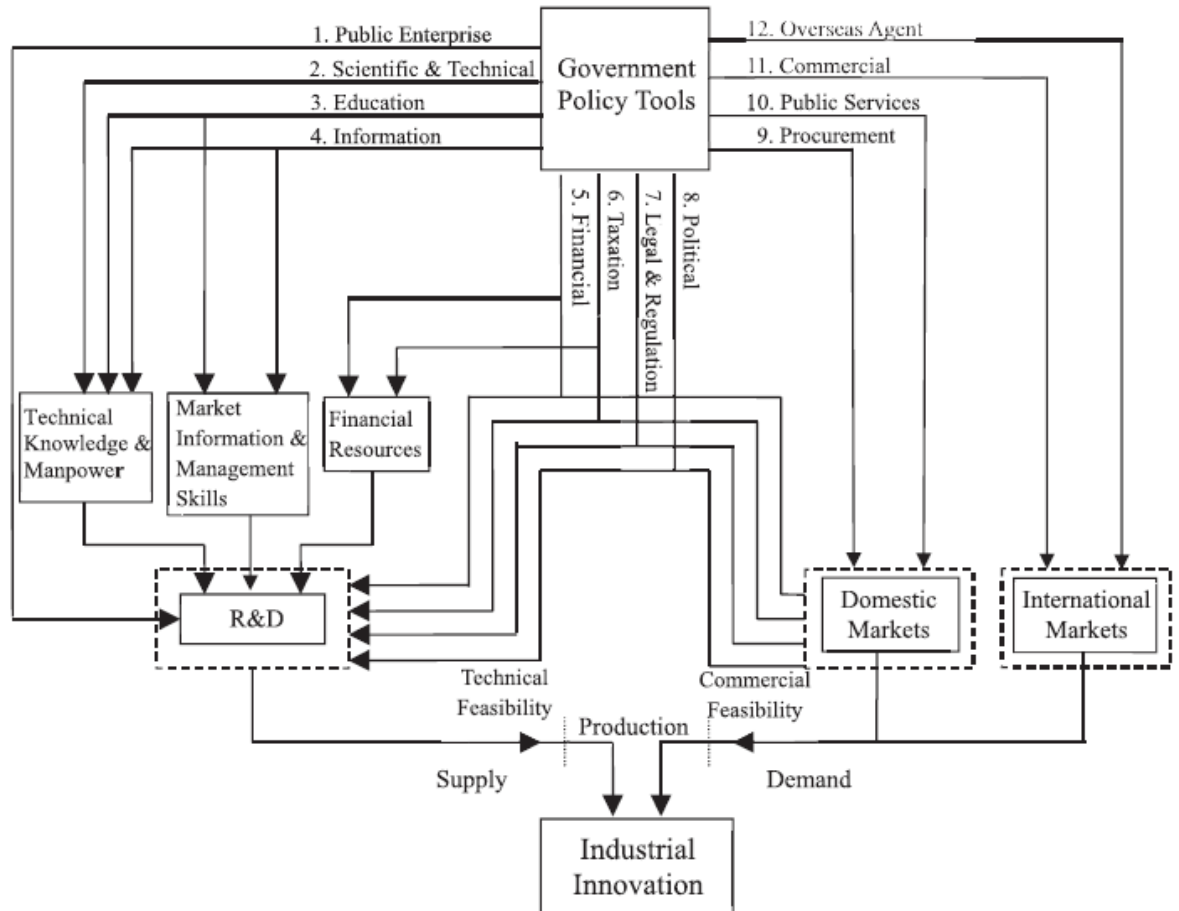 1. Public Enterprise
2. Scientific & Technical
3. Education
4. Information
Government
Policy Tools
12. Overseas Agent
11. Commercial
10. Public Services
9. Procurement
5. Financial
6. Taxation
7. Legal & Regulation
8. Political
Technical
Knowledge &
Manpower
Market
Information &
Management
Skills
Financial
Resources
R&D
Domestic
Markets
International
Markets
Technical
Feasibility
Production
Commercial
Feasibility
Supply
Demand
Industrial
Innovation